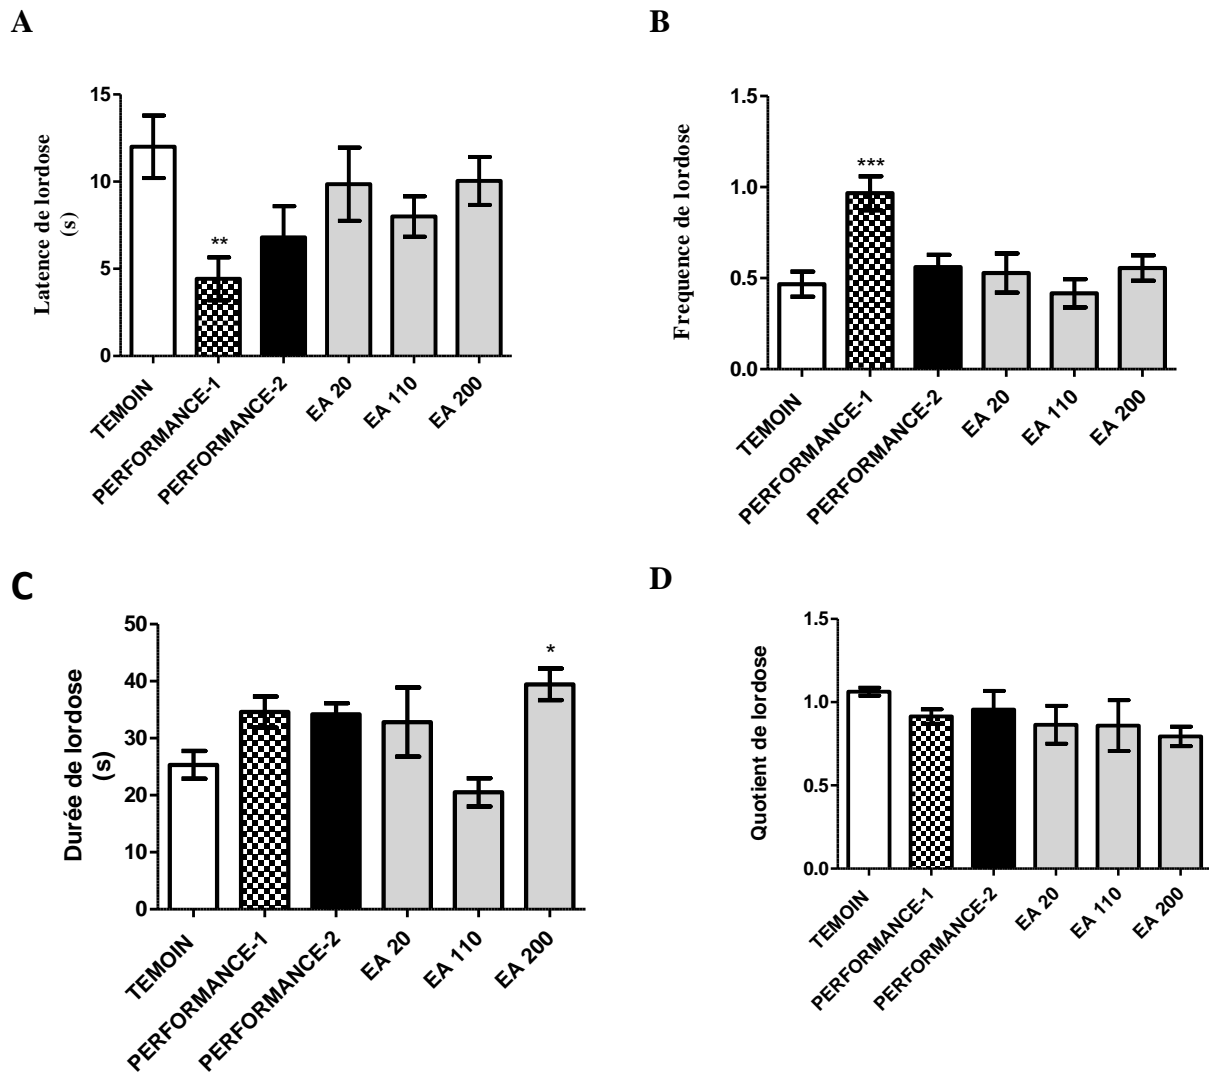 A
Latence de lordose
(s)
15
10
5
0
**
TEMOIN
PERFORMANCE-1
PERFORMANCE-2
EA 20
EA 110
EA 200
B
Frequence de lordose
1.5
1.0
0.5
0.0
***
TEMOIN
PERFORMANCE-1
PERFORMANCE-2
EA 20
EA 110
EA 200
C
Durée de lordose
(s)
50
40
30
20
10
0
*
TEMOIN
PERFORMANCE-1
PERFORMANCE-2
EA 20
EA 110
EA 200
D
Quotient de lordose
1.5
1.0
0.5
0.0
TEMOIN
PERFORMANCE-1
PERFORMANCE-2
EA 20
EA 110
EA 200